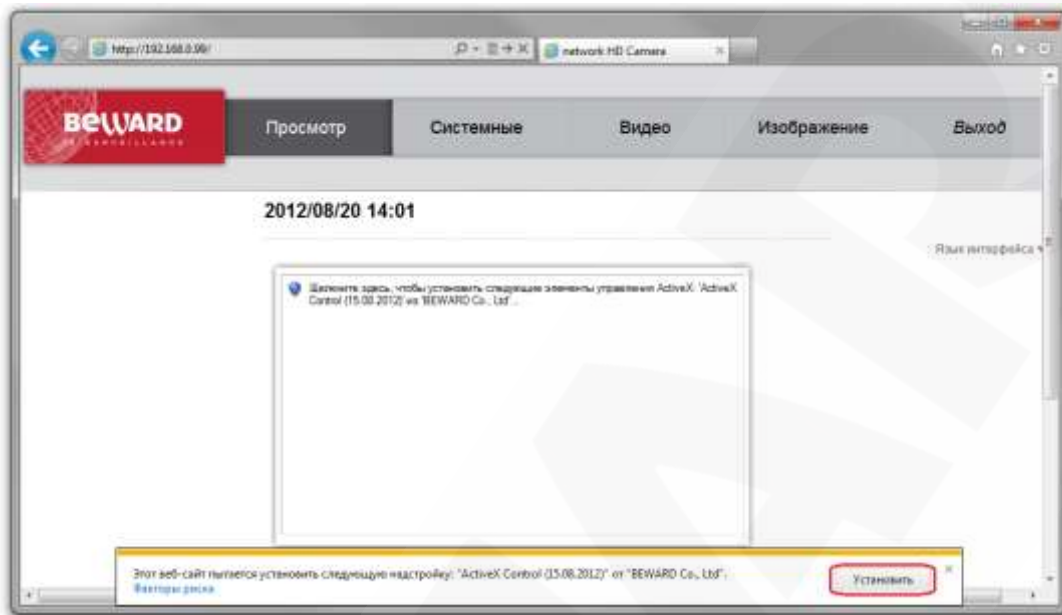 http://192.168.0.99/
network HD Camera
BEWARD
Просмотр
Системные
Видео
Изображение
Выход
2012/08/20 14:01
Язык интерфейса
Щелкните здесь, чтобы установить следующие элементы управления ActiveX: 'ActiveX
Control (15.08.2012)' из 'BEWARD Co., Ltd'...
Этот веб-сайт пытается установить следующую надстройку: "ActiveX Control (15.08.2012)" от "BEWARD Co., Ltd".
Факторы риска
Установить